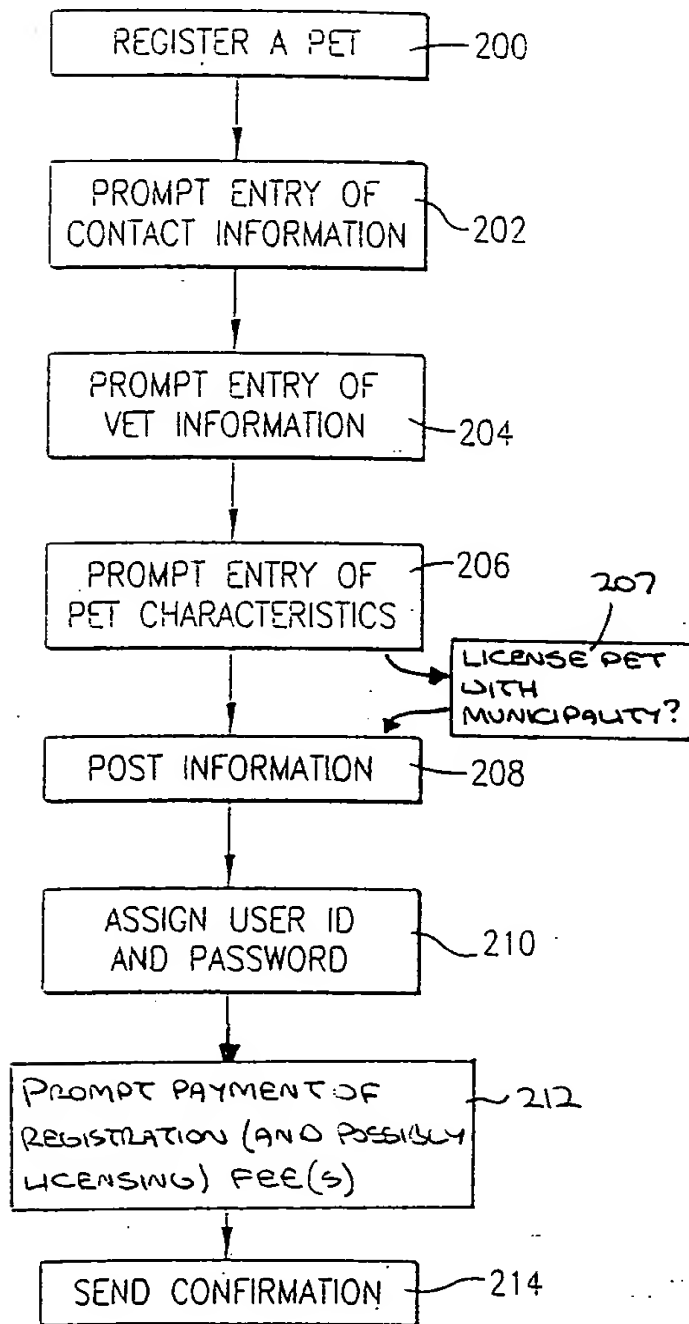 REGISTER A PET
200
PROMPT ENTRY OF
CONTACT INFORMATION
202
PROMPT ENTRY OF
VET INFORMATION
204
PROMPT ENTRY OF
PET CHARACTERISTICS
206
207
LICENSE PET
WITH
MUNICIPALITY?
POST INFORMATION
208
ASSIGN USER ID
AND PASSWORD
210
PROMPT PAYMENT OF
REGISTRATION (AND POSSIBLY
LICENSING) FEE(S)
212
SEND CONFIRMATION
214